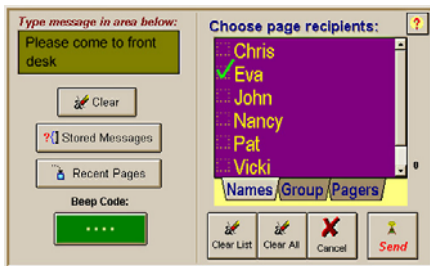 Type message in area below:
Please come to front
desk
Clear
?{} Stored Messages
Recent Pages
Beep Code:
....
Choose page recipients:
?
Chris
Eva
John
Nancy
Pat
Vicki
0
Names Group Pagers
Clear List Clear All Cancel Send